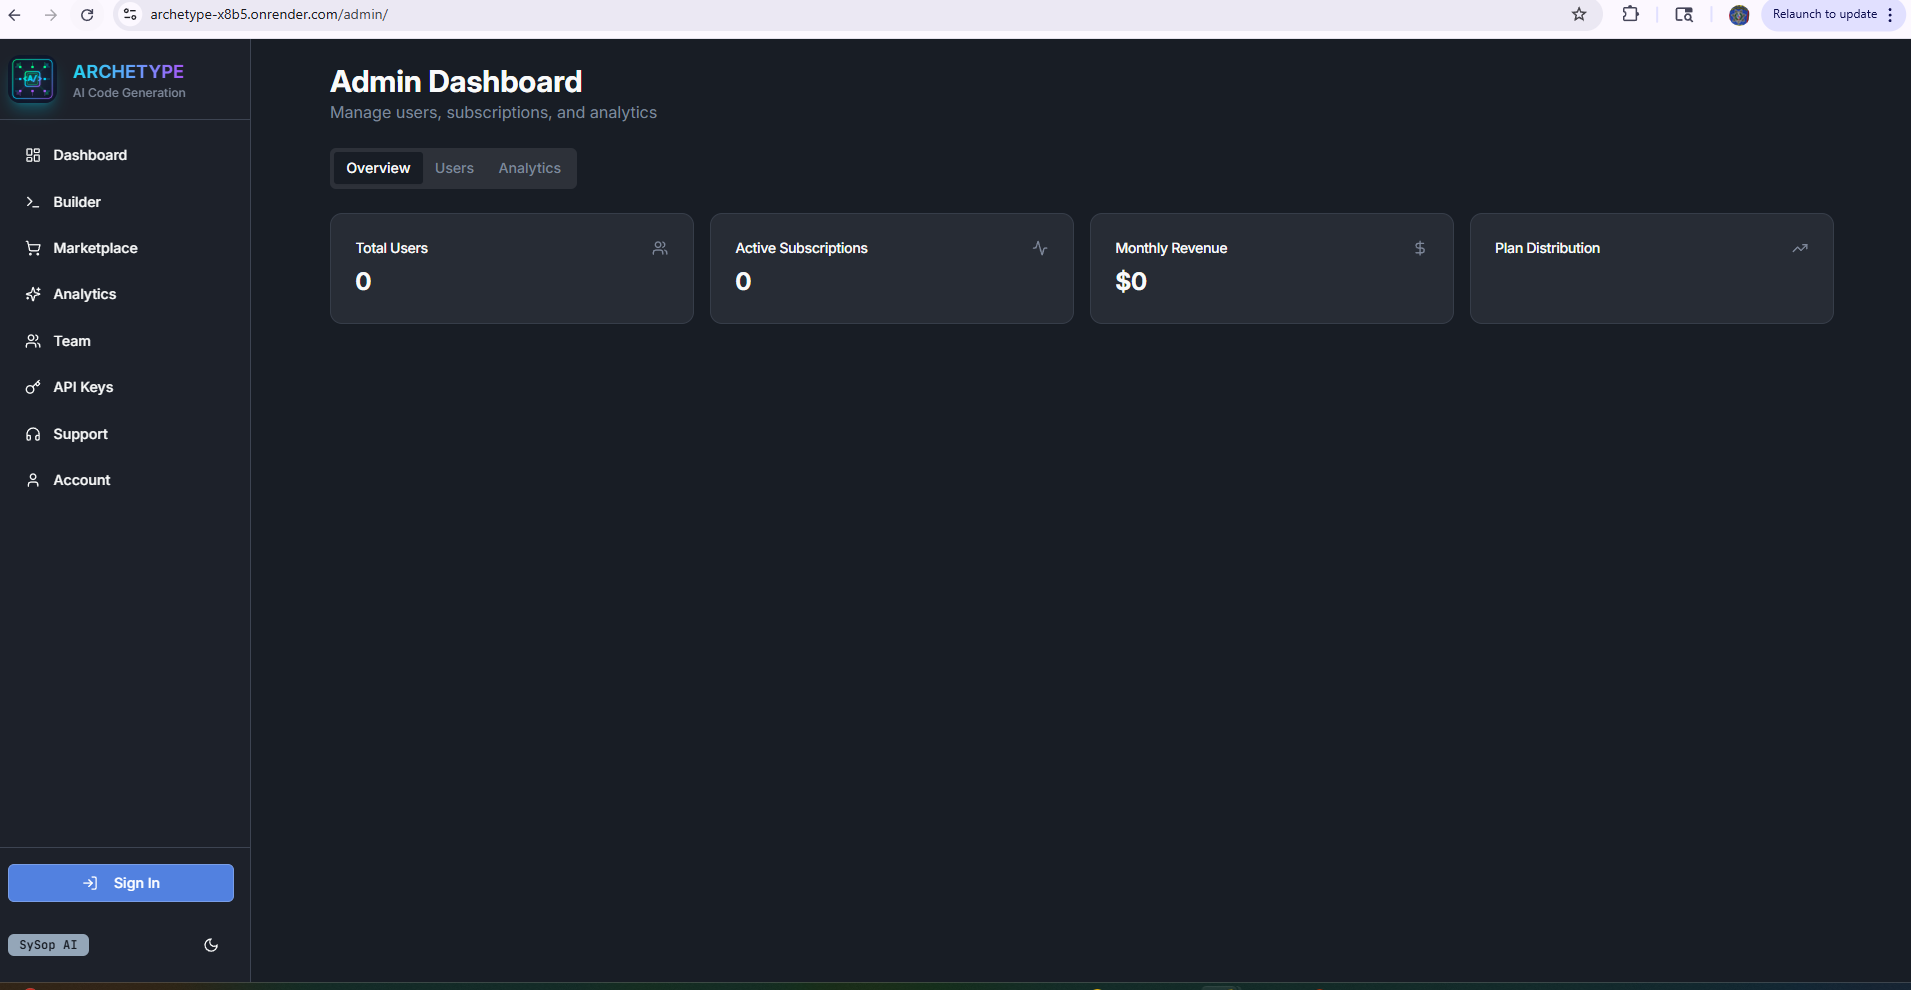 archetype-x8b5.onrender.com/admin/
Relaunch to update
ARCHETYPE
AI Code Generation
Dashboard
Builder
Marketplace
Analytics
Team
API Keys
Support
Account
Sign In
SySop AI
Admin Dashboard
Manage users, subscriptions, and analytics
Overview Users Analytics
Total Users
0
Active Subscriptions
0
Monthly Revenue
$0
Plan Distribution